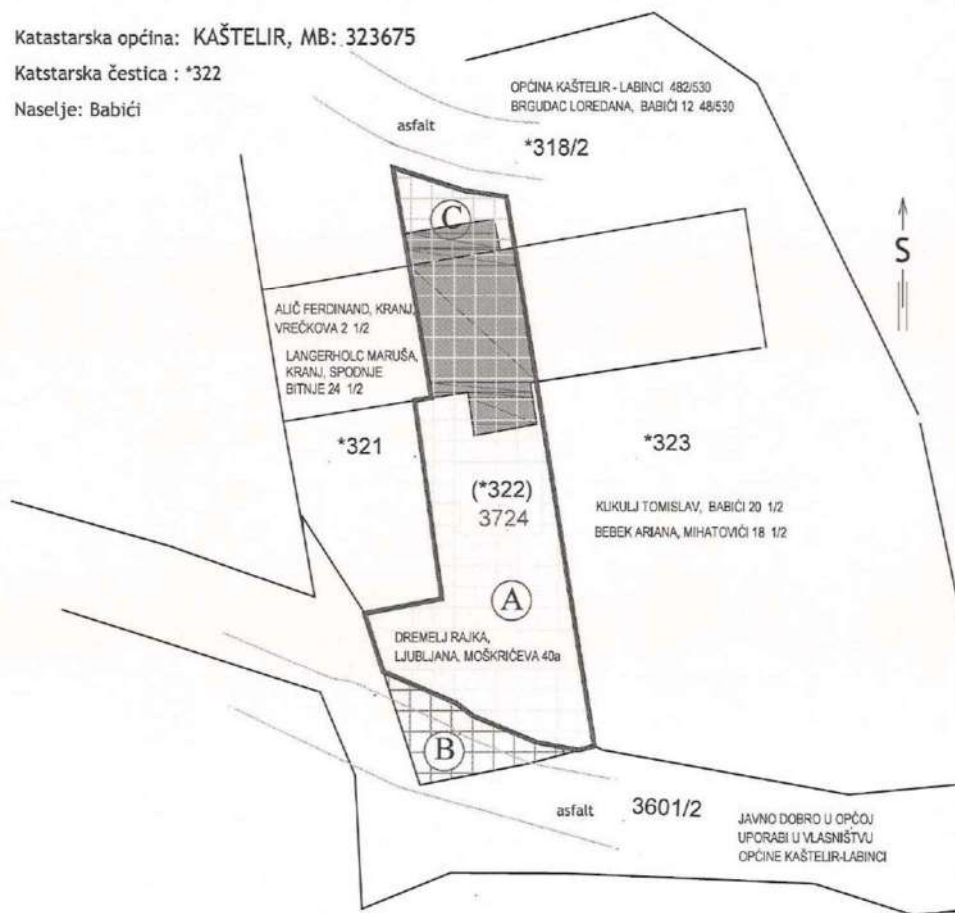 Katastarska općina: KAŠTELIR, MB: 323675
Katstarska čestica : *322
Naselje: Babići
OPĆINA KAŠTELIR - LABINCI 482/530
BRGUDAC LOREDANA, BABIĆI 12 48/530
asfalt
*318/2
C
S
ALIČ FERDINAND, KRANJ,
VREČKOVA 2 1/2
LANGERHOLC MARUŠA,
KRANJ, SPODNJE
BITNJE 24 1/2
*321
*323
(*322)
3724
KUKULJ TOMISLAV, BABIĆI 20 1/2
BEBEK ARIANA, MIHATOVIĆI 18 1/2
A
DREMELJ RAJKA,
LJUBLJANA, MOŠKRIČEVA 40a
B
asfalt
3601/2
JAVNO DOBRO U OPĆOJ
UPORABI U VLASNIŠTVU
OPĆINE KAŠTELIR-LABINCI